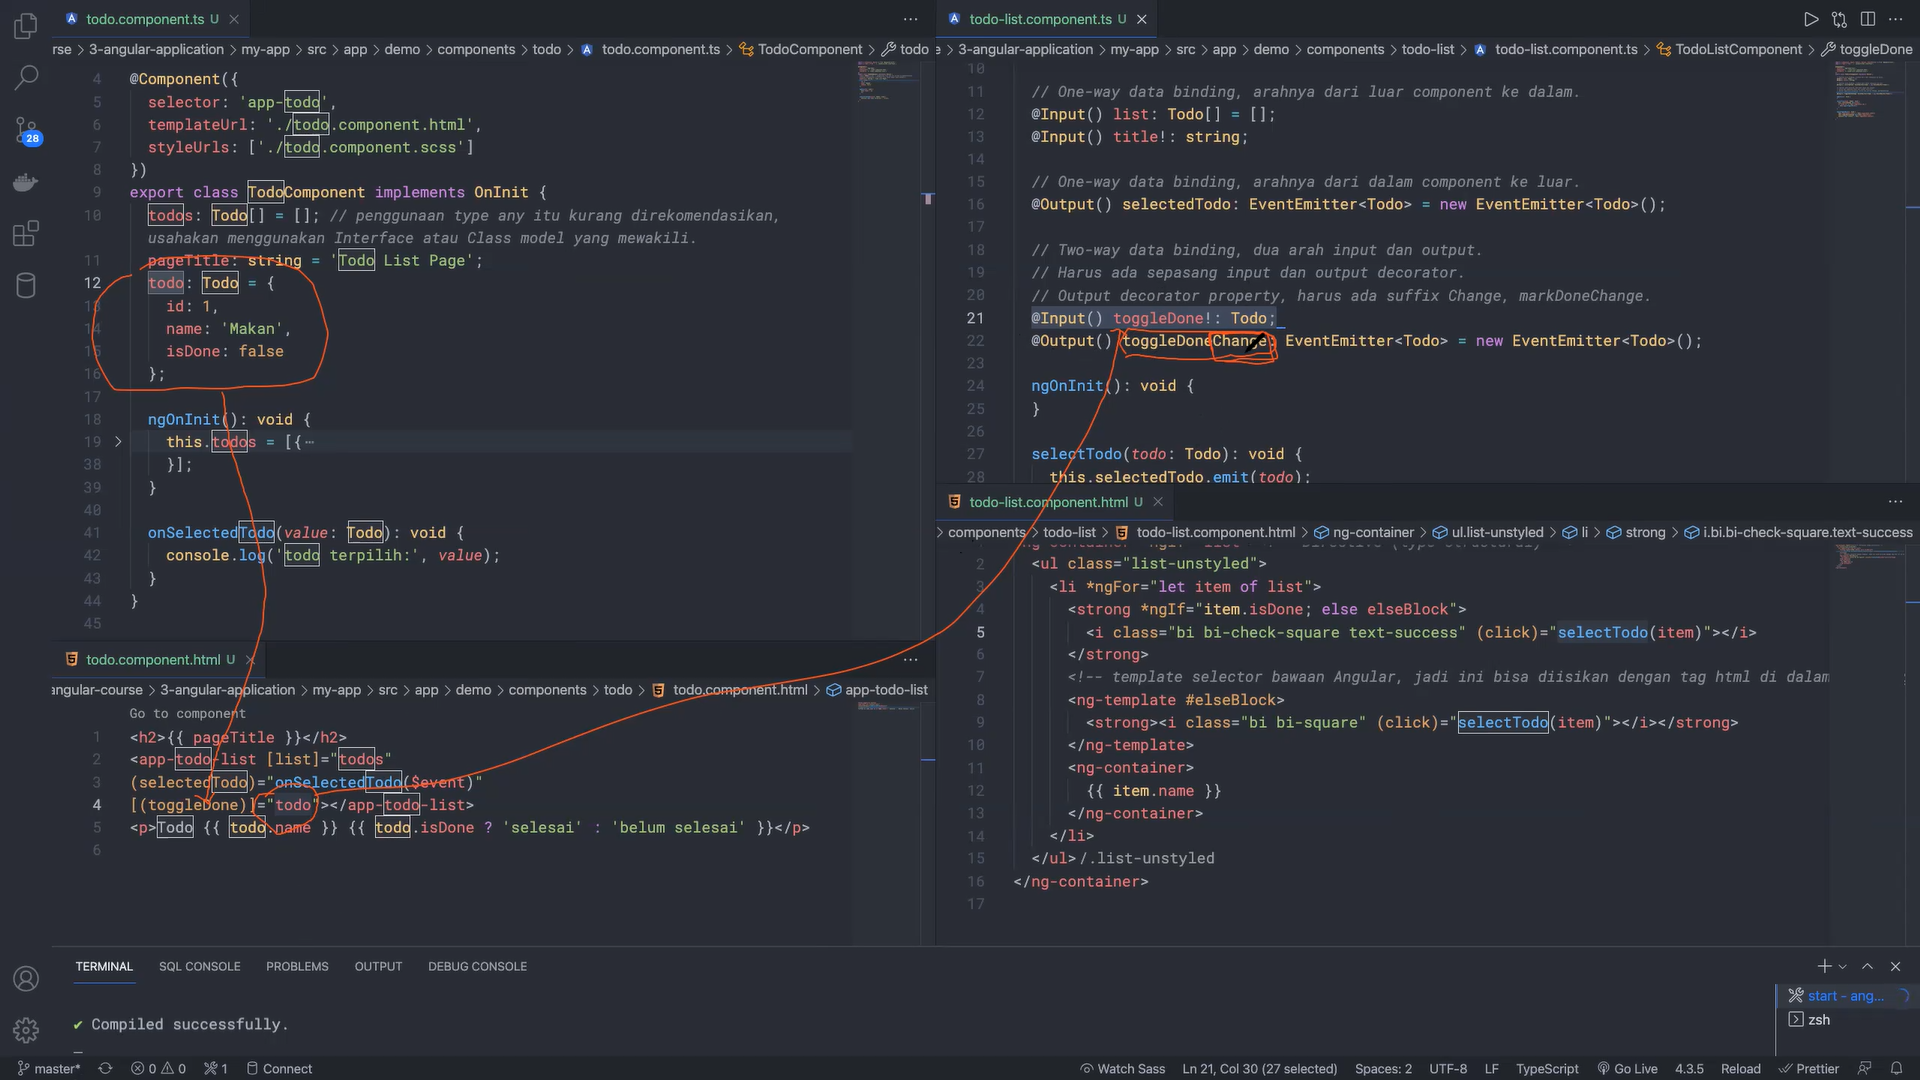 todo.component.ts U
rse > 3-angular-application > my-app > src > app > demo > components > todo > todo.component.ts > TodoComponent > todo
4 @Component({
5 selector: 'app-todo',
6 templateUrl: './todo.component.html',
7 styleUrls: ['./todo.component.scss']
8 })
9 export class TodoComponent implements OnInit {
10 todos: Todo[] = []; // penggunaan type any itu kurang direkomendasikan,
usahakan menggunakan Interface atau Class model yang mewakili.
11 pageTitle: string = 'Todo List Page';
12 todo: Todo = {
13 id: 1,
14 name: 'Makan',
15 isDone: false
16 };
17
18 ngOnInit(): void {
19 this.todos = [{…
38 }];
39 }
40
41 onSelectedTodo(value: Todo): void {
42 console.log('todo terpilih:', value);
43 }
44 }
45
todo.component.html U
angular-course > 3-angular-application > my-app > src > app > demo > components > todo > todo.component.html > app-todo-list
Go to component
1 <h2>{{ pageTitle }}</h2>
2 <app-todo-list [list]="todos"
3 (selectedTodo)="onSelectedTodo($event)"
4 [(toggleDone)]="todo"></app-todo-list>
5 <p>Todo {{ todo.name }} {{ todo.isDone ? 'selesai' : 'belum selesai' }}</p>
6
todo-list.component.ts U
e > 3-angular-application > my-app > src > app > demo > components > todo-list > todo-list.component.ts > TodoListComponent > toggleDone
10
11 // One-way data binding, arahnya dari luar component ke dalam.
12 @Input() list: Todo[] = [];
13 @Input() title!: string;
14
15 // One-way data binding, arahnya dari dalam component ke luar.
16 @Output() selectedTodo: EventEmitter<Todo> = new EventEmitter<Todo>();
17
18 // Two-way data binding, dua arah input dan output.
19 // Harus ada sepasang input dan output decorator.
20 // Output decorator property, harus ada suffix Change, markDoneChange.
21 @Input() toggleDone!: Todo;
22 @Output() toggleDoneChange: EventEmitter<Todo> = new EventEmitter<Todo>();
23
24 ngOnInit(): void {
25 }
26
27 selectTodo(todo: Todo): void {
28 this.selectedTodo.emit(todo);
todo-list.component.html U
> components > todo-list > todo-list.component.html > ng-container > ul.list-unstyled > li > strong > i.bi.bi-check-square.text-success
2 <ul class="list-unstyled">
3 <li *ngFor="let item of list">
4 <strong *ngIf="item.isDone; else elseBlock">
5 <i class="bi bi-check-square text-success" (click)="selectTodo(item)"></i>
6 </strong>
7 <!-- template selector bawaan Angular, jadi ini bisa diisikan dengan tag html di dalam
8 <ng-template #elseBlock>
9 <strong><i class="bi bi-square" (click)="selectTodo(item)"></i></strong>
10 </ng-template>
11 <ng-container>
12 {{ item.name }}
13 </ng-container>
14 </li>
15 </ul>/.list-unstyled
16 </ng-container>
17
TERMINAL SQL CONSOLE PROBLEMS OUTPUT DEBUG CONSOLE
✔ Compiled successfully.
start - ang...
zsh
28
master* 0 0 1 Connect Watch Sass Ln 21, Col 30 (27 selected) Spaces: 2 UTF-8 LF TypeScript Go Live 4.3.5 Reload Prettier